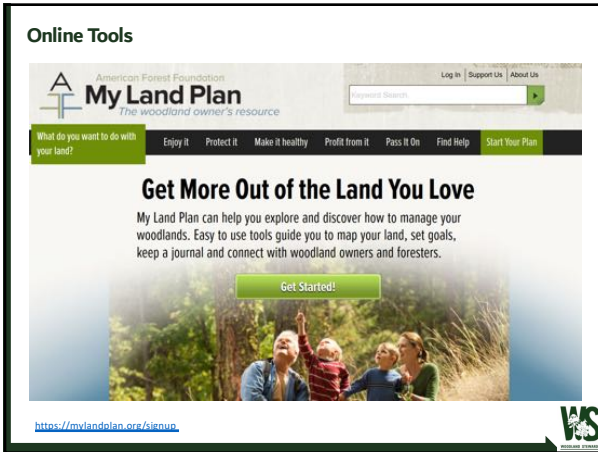 Online Tools
American Forest Foundation
My Land Plan
The woodland owner's resource
Log In | Support Us | About Us
Keyword Search
What do you want to do with
your land?
Enjoy it Protect it Make it healthy Profit from it Pass It On Find Help Start Your Plan
Get More Out of the Land You Love
My Land Plan can help you explore and discover how to manage your
woodlands. Easy to use tools guide you to map your land, set goals,
keep a journal and connect with woodland owners and foresters.
Get Started!
https://mylandplan.org/signup
WS